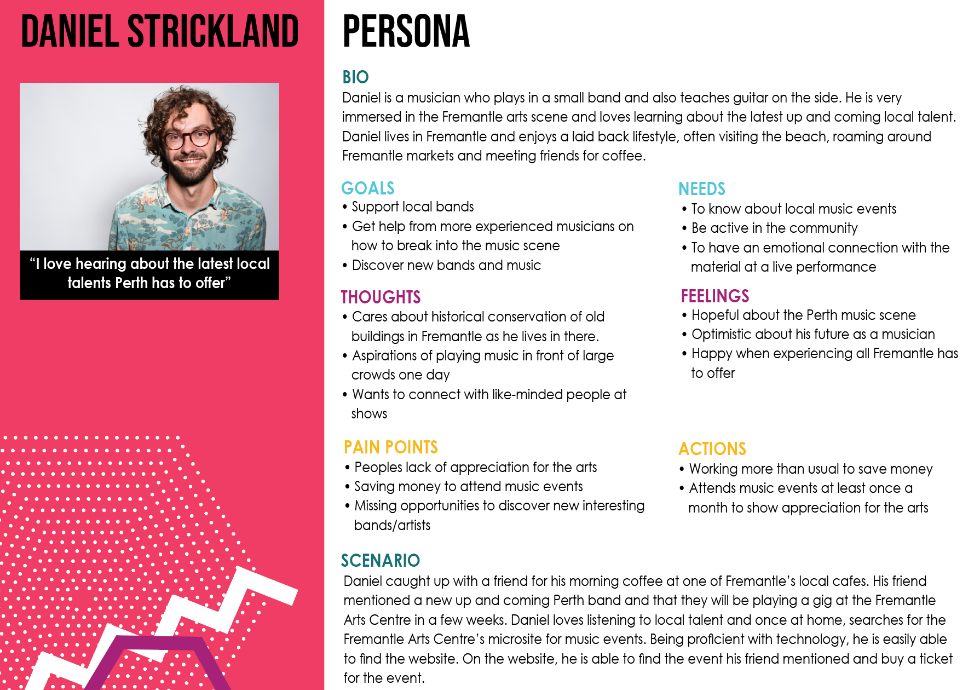 DANIEL STRICKLAND
“I love hearing about the latest local
talents Perth has to offer”
PERSONA
BIO
Daniel is a musician who plays in a small band and also teaches guitar on the side. He is very
immersed in the Fremantle arts scene and loves learning about the latest up and coming local talent.
Daniel lives in Fremantle and enjoys a laid back lifestyle, often visiting the beach, roaming around
Fremantle markets and meeting friends for coffee.
GOALS
• Support local bands
• Get help from more experienced musicians on
how to break into the music scene
• Discover new bands and music
NEEDS
• To know about local music events
• Be active in the community
• To have an emotional connection with the
material at a live performance
THOUGHTS
• Cares about historical conservation of old
buildings in Fremantle as he lives in there.
• Aspirations of playing music in front of large
crowds one day
• Wants to connect with like-minded people at
shows
FEELINGS
• Hopeful about the Perth music scene
• Optimistic about his future as a musician
• Happy when experiencing all Fremantle has
to offer
PAIN POINTS
• Peoples lack of appreciation for the arts
• Saving money to attend music events
• Missing opportunities to discover new interesting
bands/artists
ACTIONS
• Working more than usual to save money
• Attends music events at least once a
month to show appreciation for the arts
SCENARIO
Daniel caught up with a friend for his morning coffee at one of Fremantle’s local cafes. His friend
mentioned a new up and coming Perth band and that they will be playing a gig at the Fremantle
Arts Centre in a few weeks. Daniel loves listening to local talent and once at home, searches for the
Fremantle Arts Centre’s microsite for music events. Being proficient with technology, he is easily able
to find the website. On the website, he is able to find the event his friend mentioned and buy a ticket
for the event.